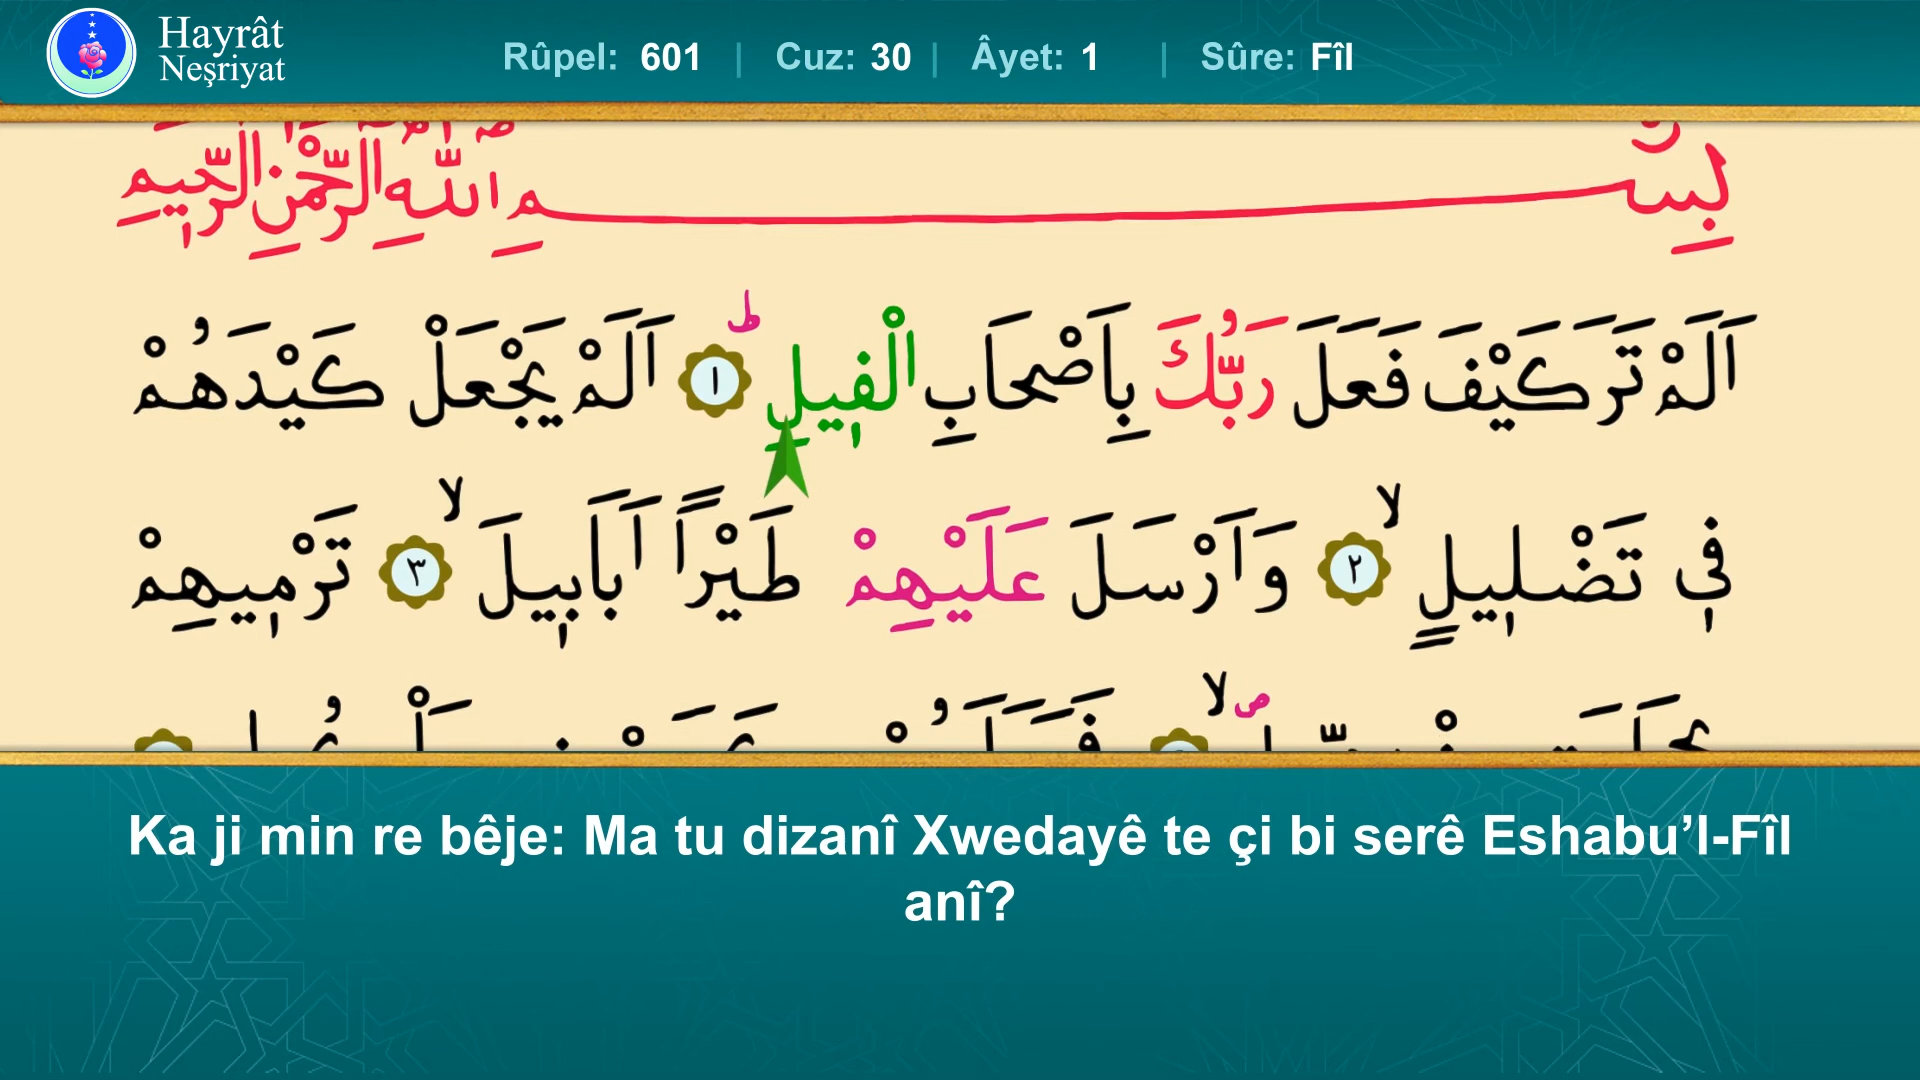 Hayrât
Neşriyat
Rûpel: 601 | Cuz: 30 | Âyet: 1 | Sûre: Fîl
بِسْمِ اللّٰهِ الرَّحْمٰنِ الرَّحٖيمِ
اَلَمْ تَرَ كَيْفَ فَعَلَ رَبُّكَ بِاَصْحَابِ الْفٖيلِ ؕ ١ اَلَمْ يَجْعَلْ كَيْدَهُمْ
فٖي تَضْلٖيلٍ ۙ ٢ وَاَرْسَلَ عَلَيْهِمْ طَيْرًا اَبَابٖيلَ ۙ ٣ تَرْمٖيهِمْ
Ka ji min re bêje: Ma tu dizanî Xwedayê te çi bi serê Eshabu’l-Fîl
anî?